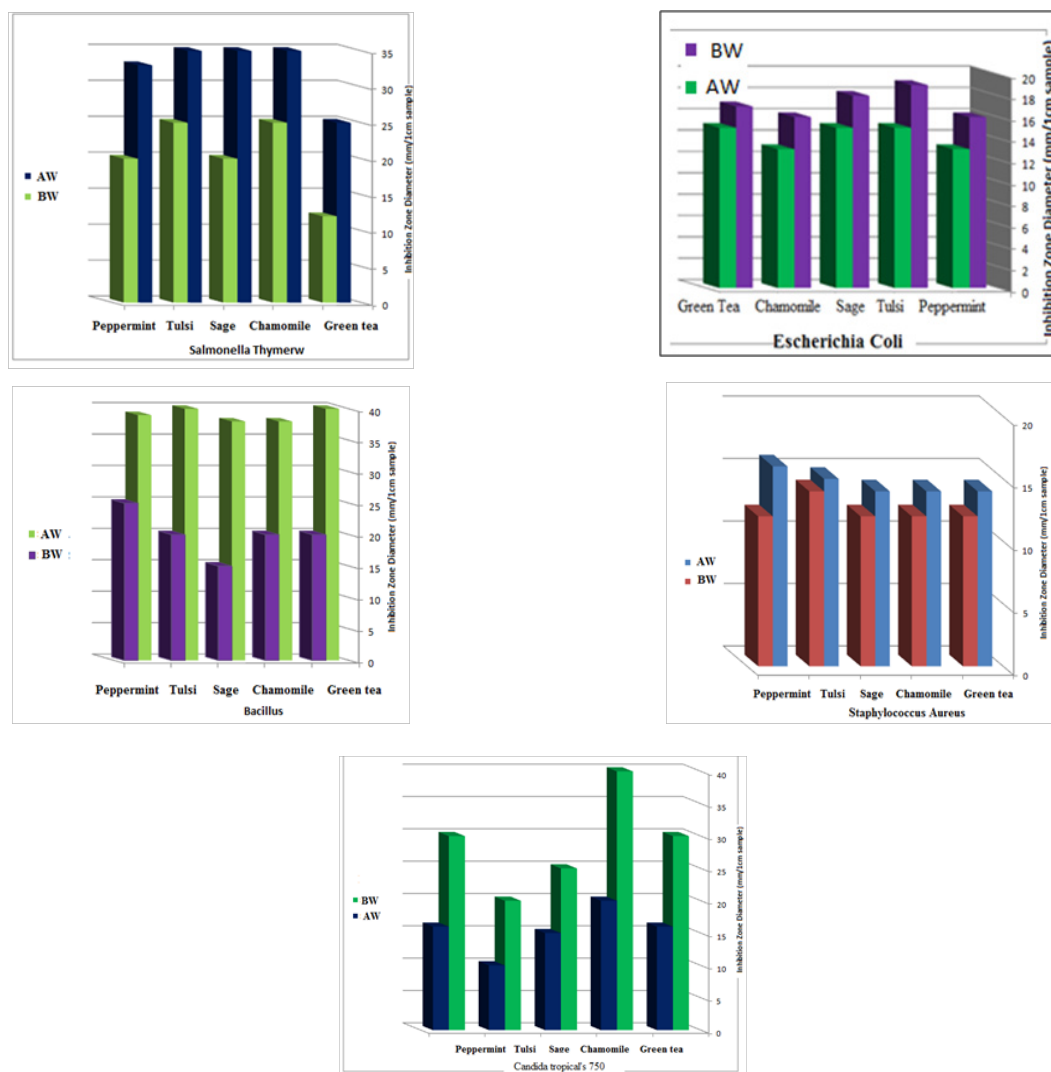 35
30
25
20
15
10
5
0
Inhibition Zone Diameter (mm/1cm sample)
AW
BW
Peppermint Tulsi Sage Chamomile Green tea
Salmonella Thymerw
BW
AW
20
18
16
14
12
10
8
6
4
2
0
Inhibition Zone Diameter (mm/1cm sample)
Green Tea Chamomile Sage Tulsi Peppermint
Escherichia Coli
40
35
30
25
20
15
10
5
0
Inhibition Zone Diameter (mm/1cm sample)
AW .
BW :
Peppermint Tulsi Sage Chamomile Green tea
Bacillus
20
15
10
5
0
Inhibition Zone Diameter (mm/1cm sample)
AW
BW
Peppermint Tulsi Sage Chamomile Green tea
Staphylococcus Aureus
40
35
30
25
20
15
10
5
0
Inhibition Zone Diameter (mm/1cm sample)
BW
AW
Peppermint Tulsi Sage Chamomile Green tea
Candida tropical's 750